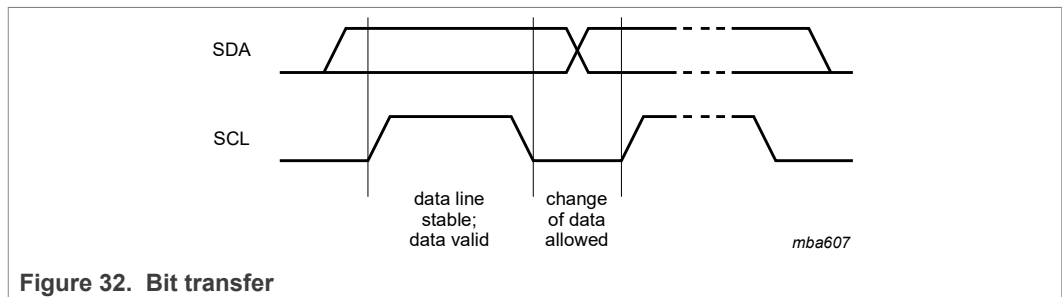 SDA
SCL
data line
stable;
data valid
change
of data
allowed
mba607
Figure 32. Bit transfer